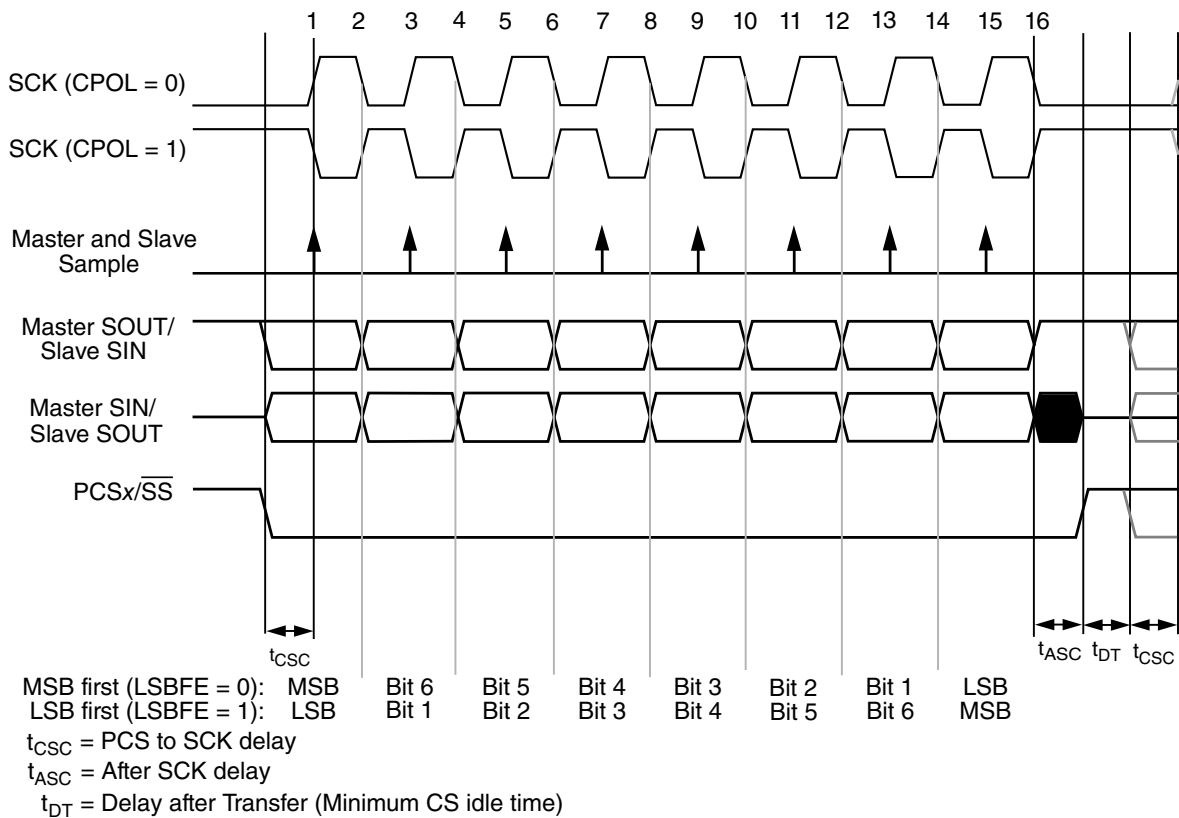 1 2 3 4 5 6 7 8 9 10 11 12 13 14 15 16
SCK (CPOL = 0)
SCK (CPOL = 1)
Master and Slave
Sample
Master SOUT/
Slave SIN
Master SIN/
Slave SOUT
PCSx/SS
tCSC
tASC tDT tCSC
MSB first (LSBFE = 0): MSB Bit 6 Bit 5 Bit 4 Bit 3 Bit 2 Bit 1 LSB
LSB first (LSBFE = 1): LSB Bit 1 Bit 2 Bit 3 Bit 4 Bit 5 Bit 6 MSB
tCSC = PCS to SCK delay
tASC = After SCK delay
tDT = Delay after Transfer (Minimum CS idle time)